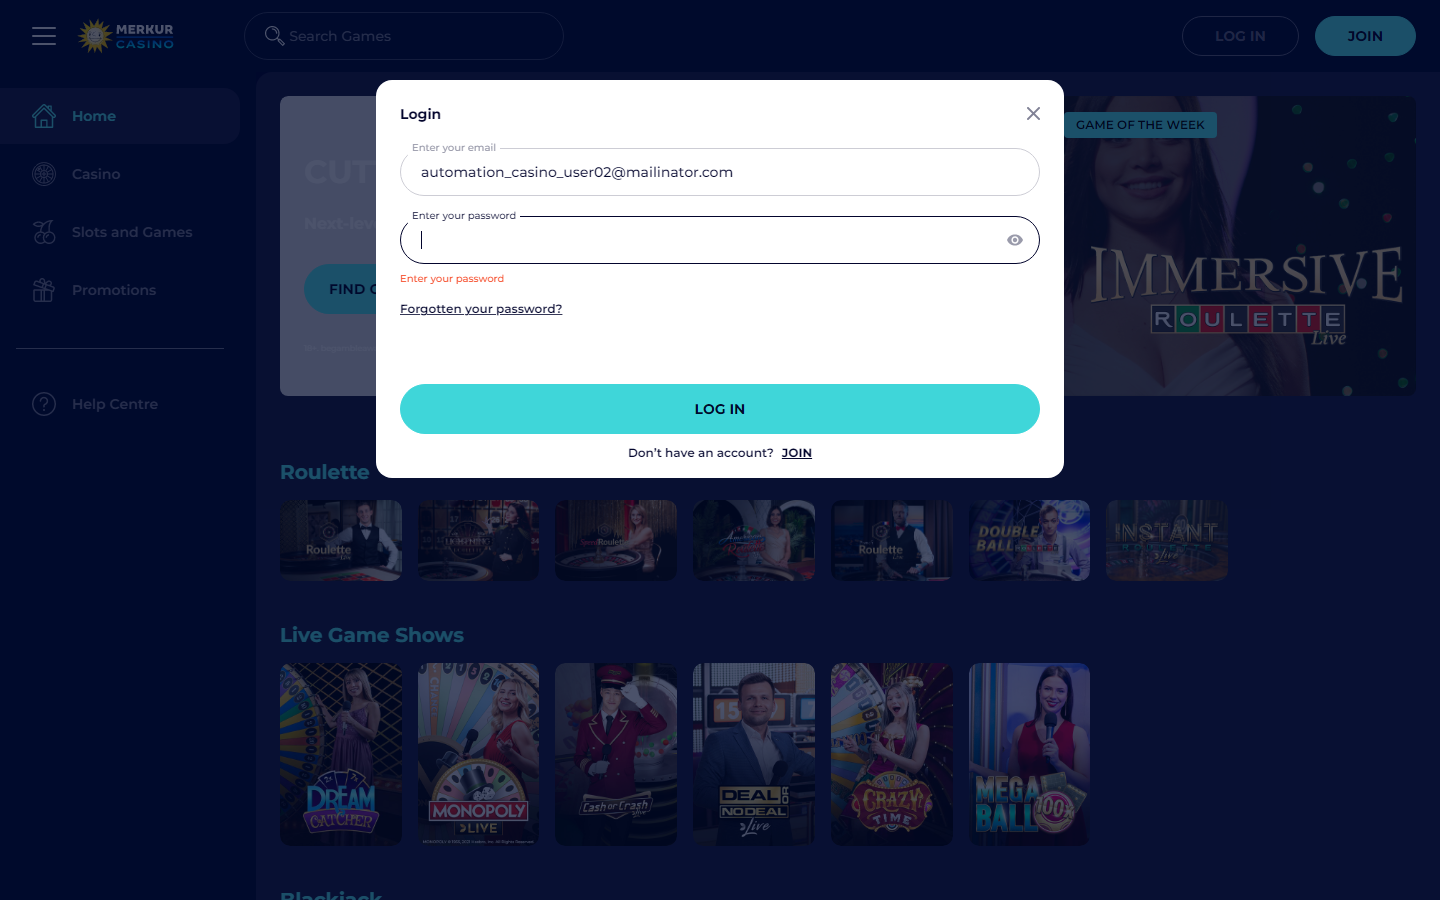 MERKUR
CASINO
Search Games
LOG IN
JOIN
Home
Casino
Slots and Games
Promotions
Help Centre
Login
Enter your email
automation_casino_user02@mailinator.com
Enter your password
Enter your password
Forgotten your password?
LOG IN
Don't have an account? JOIN
CUT
Next-lev
FIND
GAME OF THE WEEK
IMMERSIVE
ROULETTE
Live
Roulette
Roulette
Roulette
Roulette
DOUBLE
BALL
INSTANT
Live Game Shows
DREAM
CATCHER
MONOPOLY
LIVE
Cash or Crash
DEAL OR
NO DEAL
Live
CRAZY
TIME
MEGA
BALL
100x
Blackjack